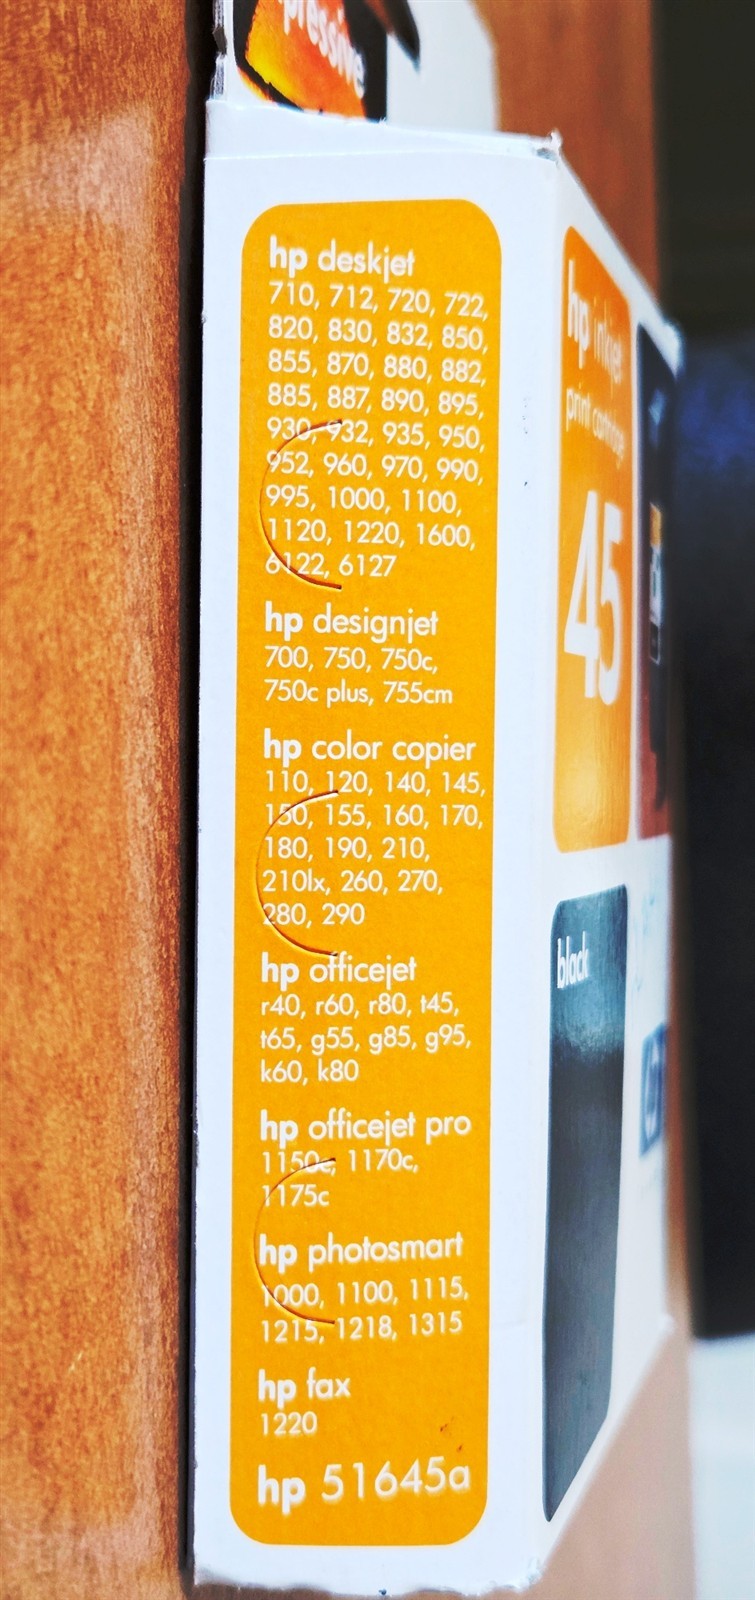 pressive
hp deskjet
710, 712, 720, 722,
820, 830, 832, 850,
855, 870, 880, 882,
885, 887, 890, 895,
930, 932, 935, 950,
952, 960, 970, 990,
995, 1000, 1100,
1120, 1220, 1600,
6122, 6127
hp designjet
700, 750, 750c,
750c plus, 755cm
hp color copier
110, 120, 140, 145,
150, 155, 160, 170,
180, 190, 210,
210lx, 260, 270,
280, 290
hp officejet
r40, r60, r80, t45,
t65, g55, g85, g95,
k60, k80
hp officejet pro
1150c, 1170c,
1175c
hp photosmart
1000, 1100, 1115,
1215, 1218, 1315
hp fax
1220
hp 51645a
hp inkjet
print cartridge
45
black
hp